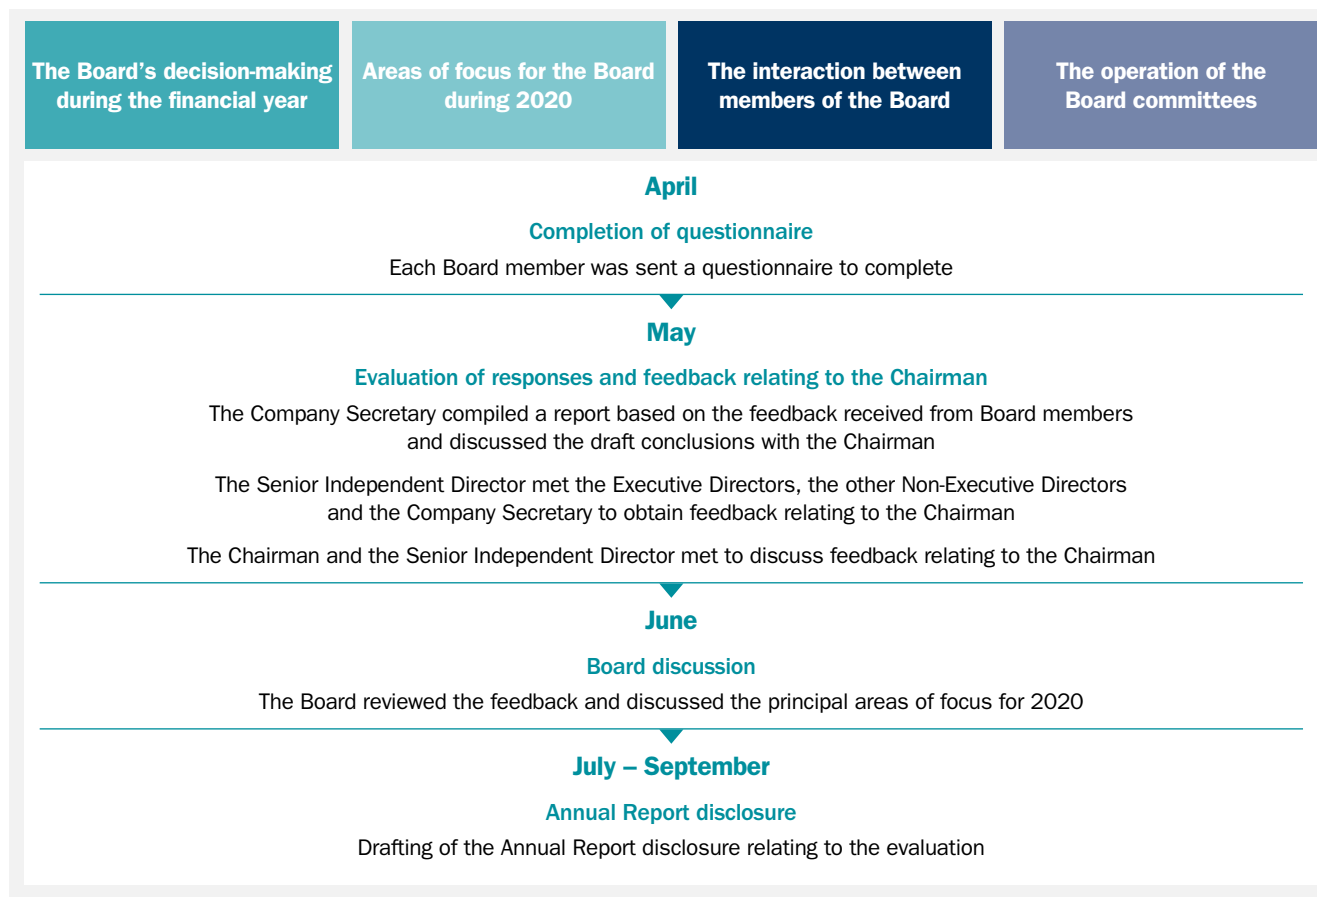 The Board’s decision-making
during the financial year
Areas of focus for the Board
during 2020
The interaction between
members of the Board
The operation of the
Board committees
April
Completion of questionnaire
Each Board member was sent a questionnaire to complete
May
Evaluation of responses and feedback relating to the Chairman
The Company Secretary compiled a report based on the feedback received from Board members
and discussed the draft conclusions with the Chairman
The Senior Independent Director met the Executive Directors, the other Non-Executive Directors
and the Company Secretary to obtain feedback relating to the Chairman
The Chairman and the Senior Independent Director met to discuss feedback relating to the Chairman
June
Board discussion
The Board reviewed the feedback and discussed the principal areas of focus for 2020
July – September
Annual Report disclosure
Drafting of the Annual Report disclosure relating to the evaluation